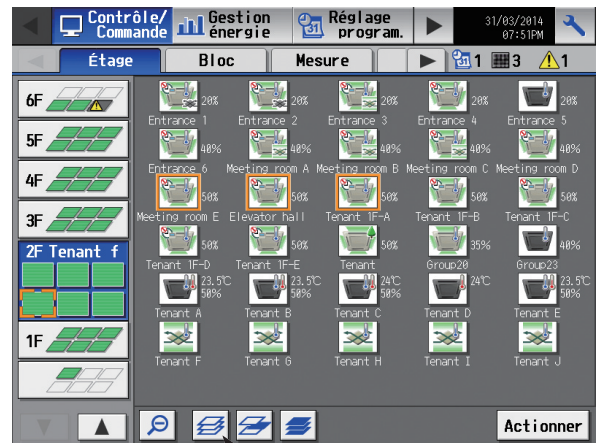 Contrôle/ Commande
Gestion énergie
Réglage program.
31/03/2014
07:51PM
Étage
Bloc
Mesure
31
1
3
1
6F
5F
4F
3F
2F Tenant f
1F
20% 20% 20% 20% 20%
Entrance 1 Entrance 2 Entrance 3 Entrance 4 Entrance 5
40% 40% 40% 40% 40%
Entrance 6 Meeting room A Meeting room B Meeting room C Meeting room D
50% 50% 50% 50% 50%
Meeting room E Elevator hall Tenant 1F-A Tenant 1F-B Tenant 1F-C
50% 50% 50% 35% 40%
Tenant 1F-D Tenant 1F-E Tenant Group20 Group23
23.5℃ 23.5℃ 24℃ 24℃ 23.5℃
50% 50% 50% 50%
Tenant A Tenant B Tenant C Tenant D Tenant E
Tenant F Tenant G Tenant H Tenant I Tenant J
Actionner